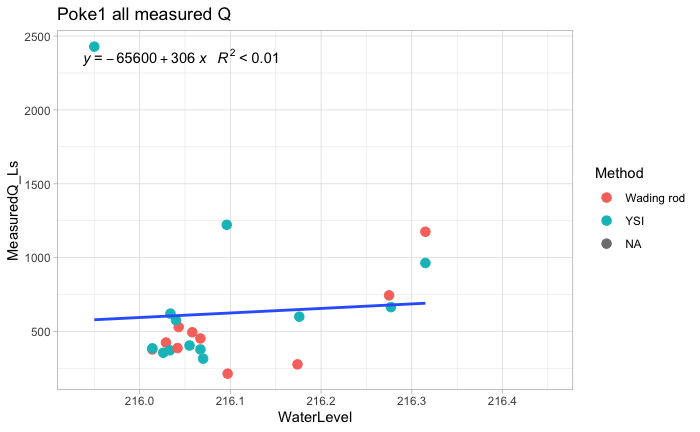 Poke1 all measured Q
2500
y = −65600 + 306 x R² < 0.01
2000
1500
1000
500
MeasuredQ_Ls
216.0 216.1 216.2 216.3 216.4
WaterLevel
Method
Wading rod
YSI
NA